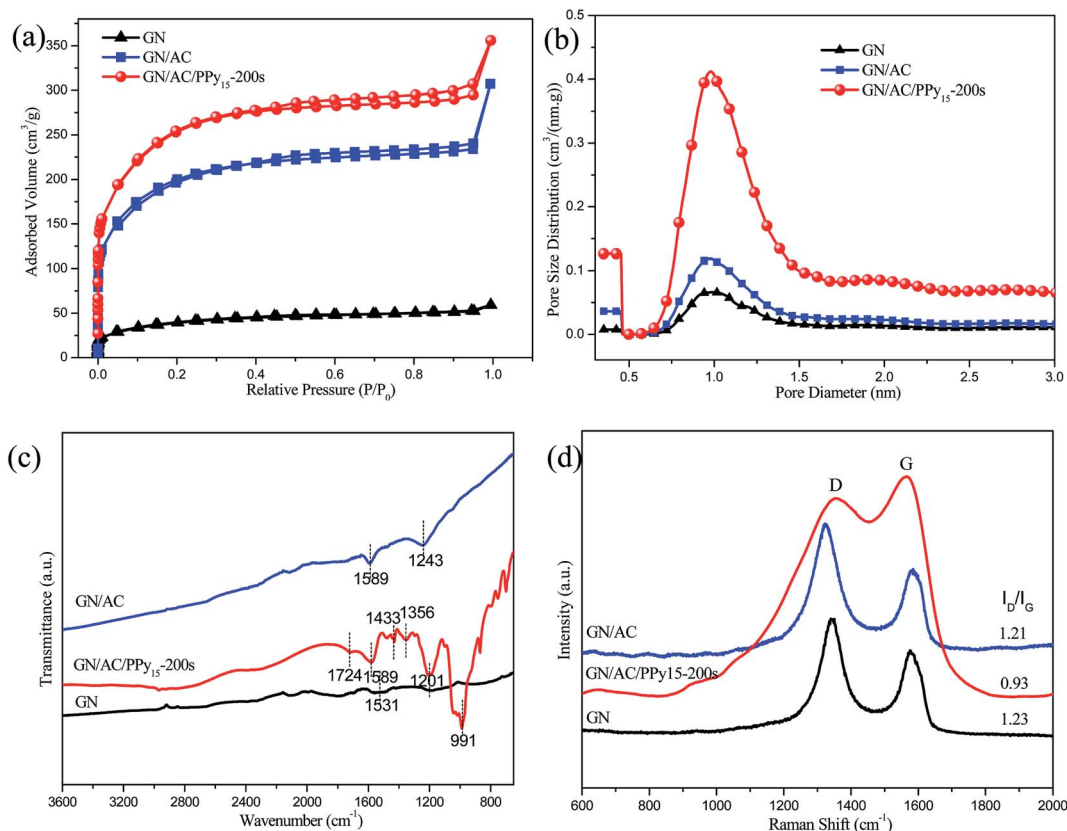 (a)
GN
GN/AC
GN/AC/PPy₁₅-200s
Adsorbed Volume (cm³/g)
350
300
250
200
150
100
50
0
0.0 0.2 0.4 0.6 0.8 1.0
Relative Pressure (P/P₀)
(b)
GN
GN/AC
GN/AC/PPy₁₅-200s
Pore Size Distribution (cm³/(nm.g))
0.4
0.3
0.2
0.1
0.0
0.5 1.0 1.5 2.0 2.5 3.0
Pore Diameter (nm)
(c)
Transmittance (a.u.)
GN/AC
1589
1243
GN/AC/PPy₁₅-200s
1433 1356
1724 1589
1201
GN
1531
991
3600 2800 2000 1600 1200 800
Wavenumber (cm⁻¹)
(d)
Intensity (a.u.)
D
G
I_D/I_G
GN/AC
1.21
GN/AC/PPy15-200s
0.93
GN
1.23
600 800 1000 1200 1400 1600 1800 2000
Raman Shift (cm⁻¹)